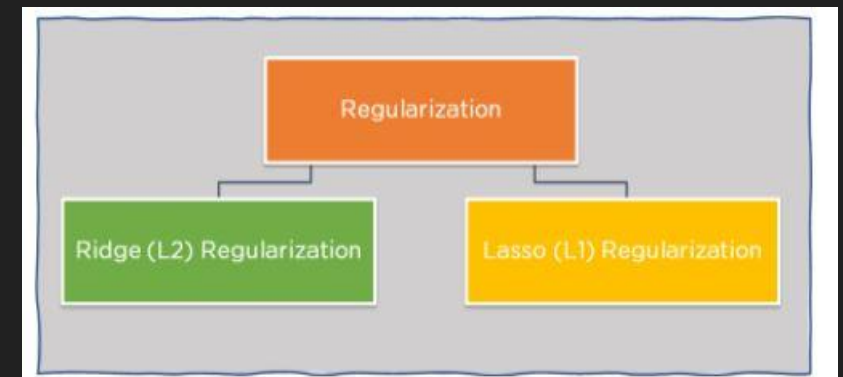 Regularization
Ridge (L2) Regularization
Lasso (L1) Regularization